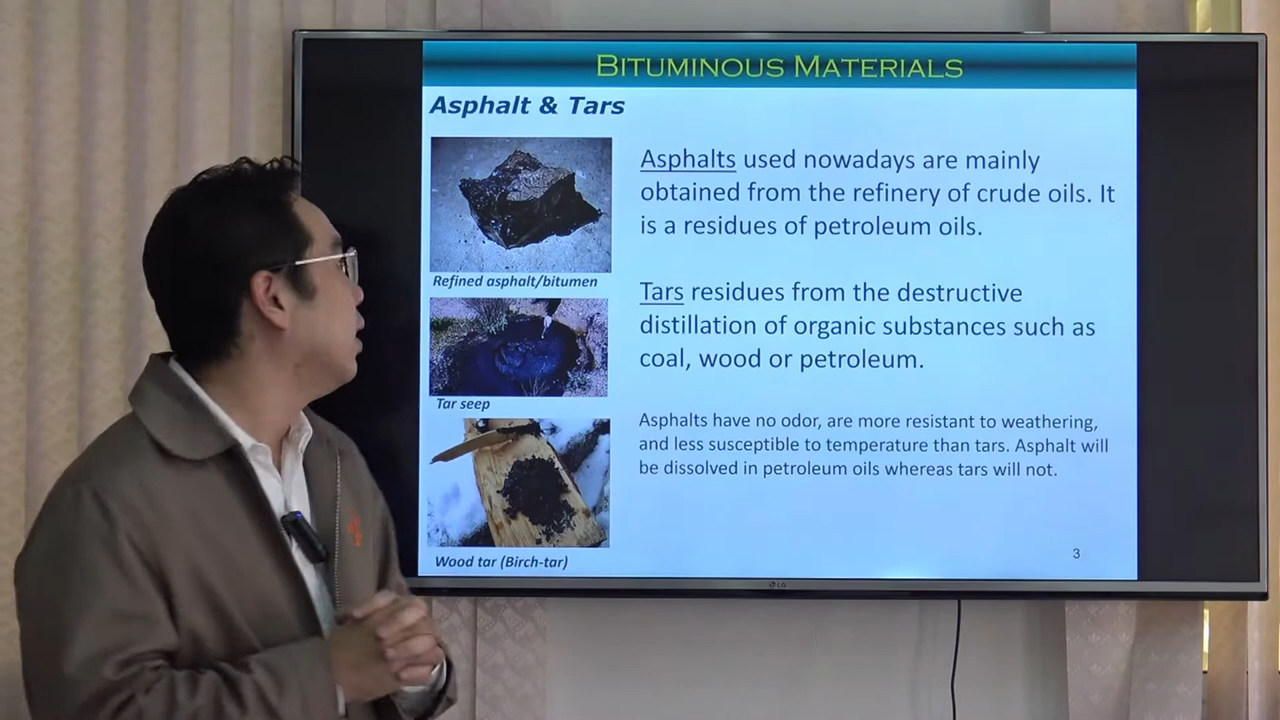 Bituminous Materials
Asphalt & Tars
Refined asphalt/bitumen
Tar seep
Wood tar (Birch-tar)
Asphalts used nowadays are mainly
obtained from the refinery of crude oils. It
is a residues of petroleum oils.
Tars residues from the destructive
distillation of organic substances such as
coal, wood or petroleum.
Asphalts have no odor, are more resistant to weathering,
and less susceptible to temperature than tars. Asphalt will
be dissolved in petroleum oils whereas tars will not.
3
LG